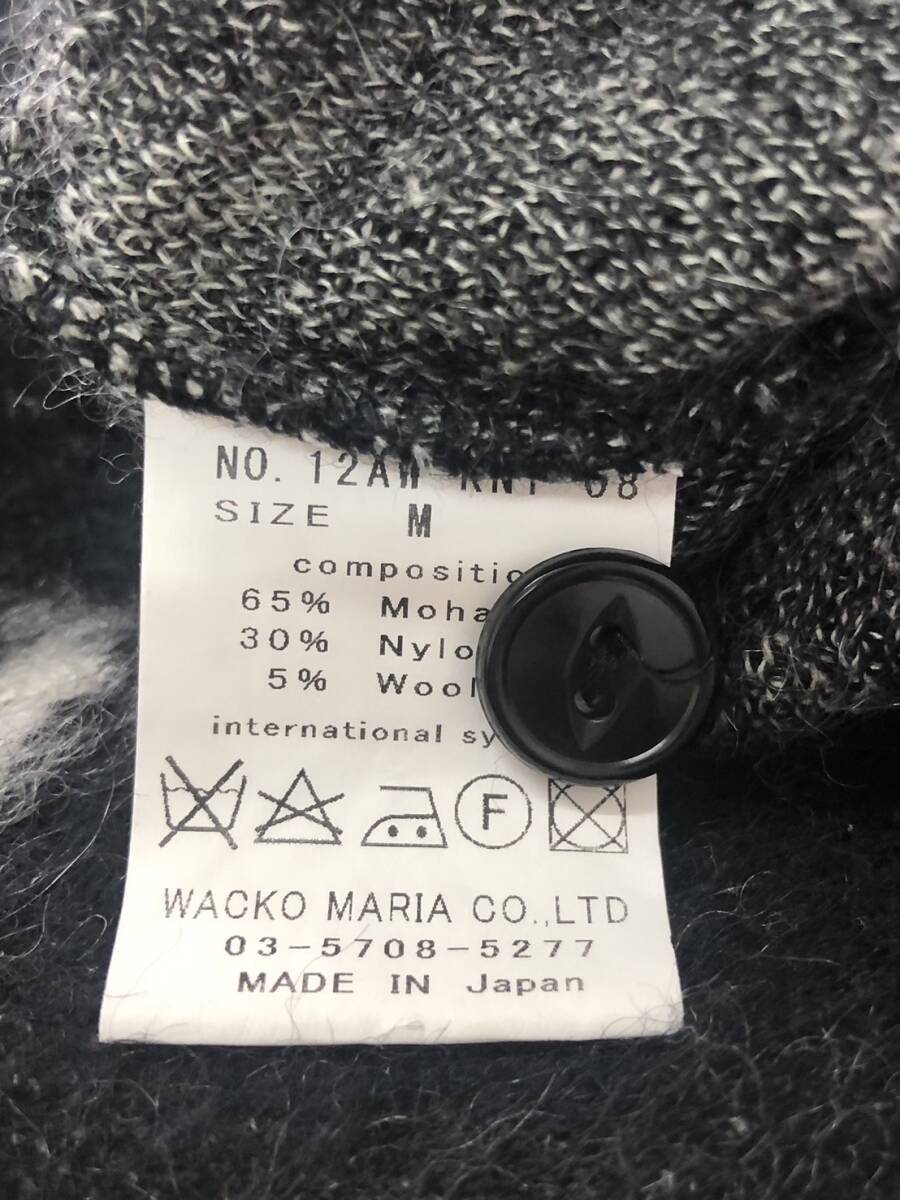 NO. 12AW-KNT 08
SIZE M
compositio
65% Moha
30% Nylo
5% Wool
international sy
F
WACKO MARIA CO.,LTD
03-5708-5277
MADE IN Japan